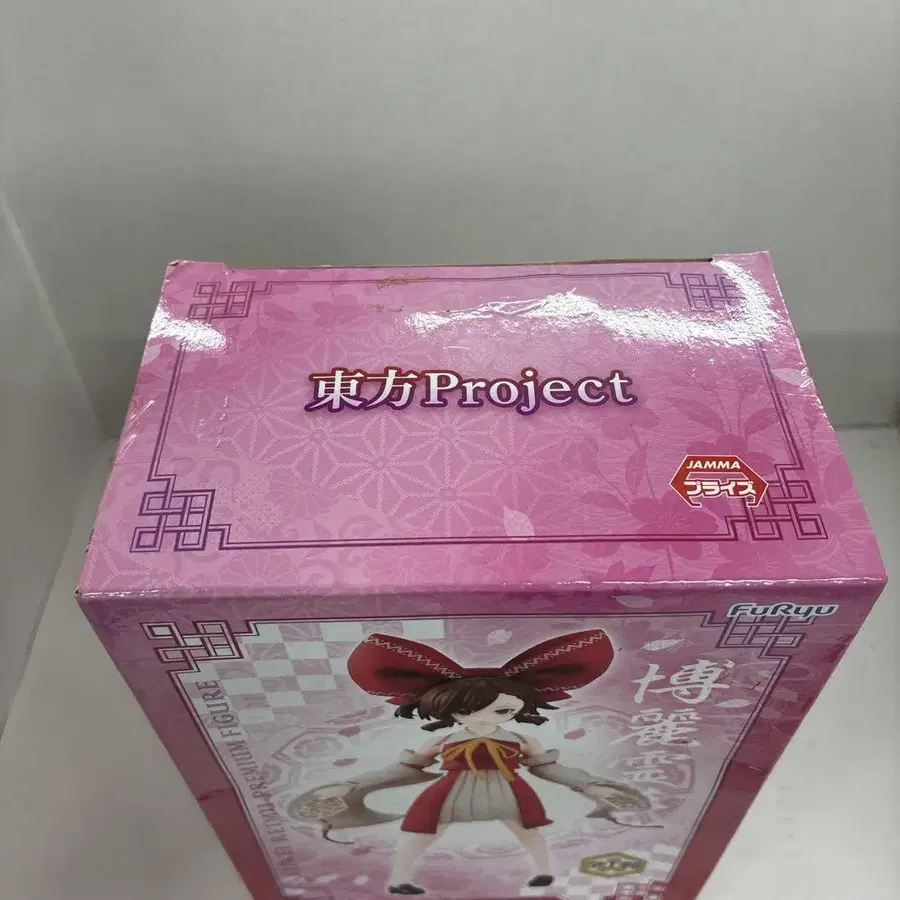 東方Project
JAMMA
プライズ
FuRyu
博麗
REIMU PREMIUM FIGURE